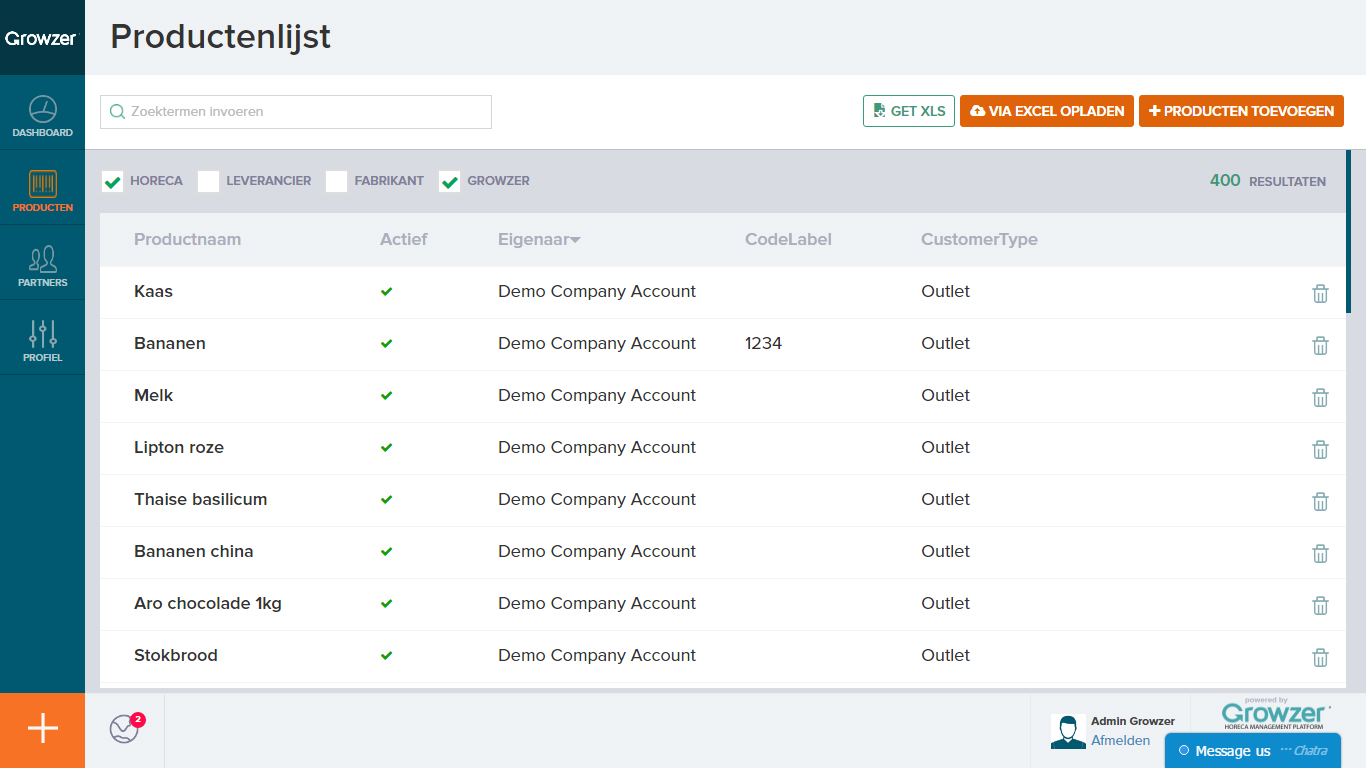 Growzer
Productenlijst
DASHBOARD
PRODUCTEN
PARTNERS
PROFIEL
Zoektermen invoeren
GET XLS
VIA EXCEL OPLADEN
PRODUCTEN TOEVOEGEN
HORECA LEVERANCIER FABRIKANT GROWZER
400 RESULTATEN
Productnaam Actief Eigenaar CodeLabel CustomerType
Kaas Demo Company Account Outlet
Bananen Demo Company Account 1234 Outlet
Melk Demo Company Account Outlet
Lipton roze Demo Company Account Outlet
Thaise basilicum Demo Company Account Outlet
Bananen china Demo Company Account Outlet
Aro chocolade 1kg Demo Company Account Outlet
Stokbrood Demo Company Account Outlet
2
Admin Growzer
Afmelden
powered by
Growzer
HORECA MANAGEMENT PLATFORM
Message us Chatra